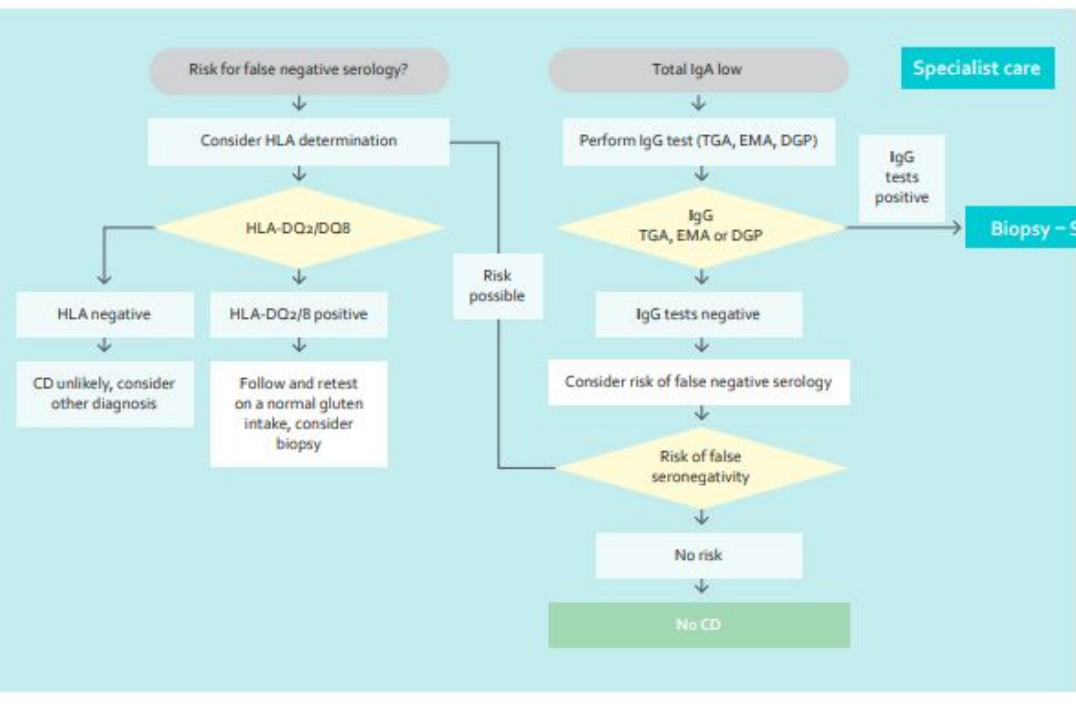 Risk for false negative serology?
Total IgA low
Specialist care
Consider HLA determination
Perform IgG test (TGA, EMA, DGP)
IgG
tests
positive
HLA-DQ2/DQ8
IgG
TGA, EMA or DGP
Biopsy – S
Risk
possible
HLA negative
HLA-DQ2/8 positive
IgG tests negative
CD unlikely, consider
other diagnosis
Follow and retest
on a normal gluten
intake, consider
biopsy
Consider risk of false negative serology
Risk of false
seronegativity
No risk
No CD